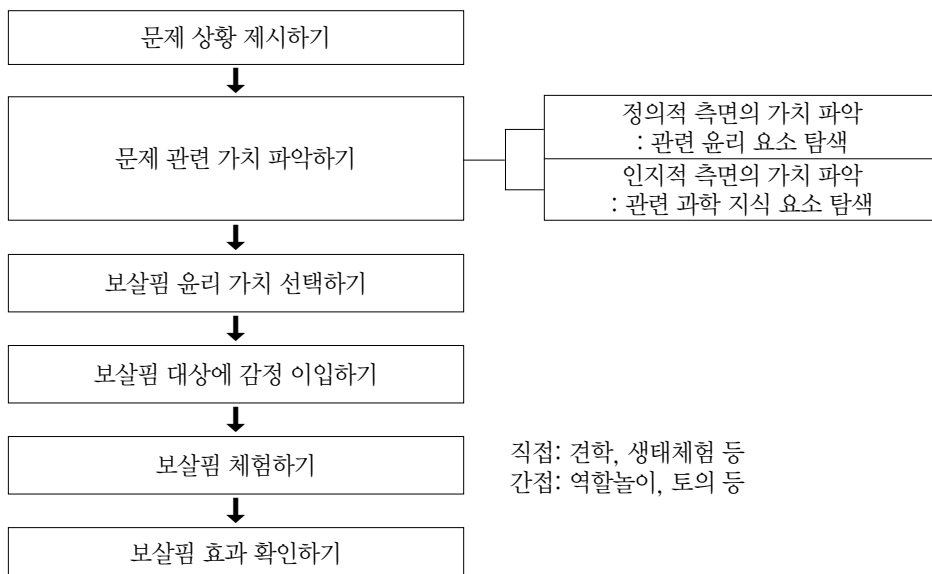 문제 상황 제시하기
문제 관련 가치 파악하기
정의적 측면의 가치 파악
: 관련 윤리 요소 탐색
인지적 측면의 가치 파악
: 관련 과학 지식 요소 탐색
보살핌 윤리 가치 선택하기
보살핌 대상에 감정 이입하기
보살핌 체험하기
직접: 견학, 생태체험 등
간접: 역할놀이, 토의 등
보살핌 효과 확인하기